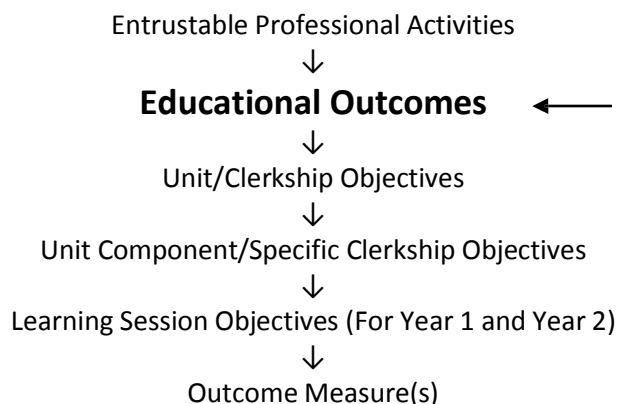 Entrustable Professional Activities
↓
Educational Outcomes ←
↓
Unit/Clerkship Objectives
↓
Unit Component/Specific Clerkship Objectives
↓
Learning Session Objectives (For Year 1 and Year 2)
↓
Outcome Measure(s)